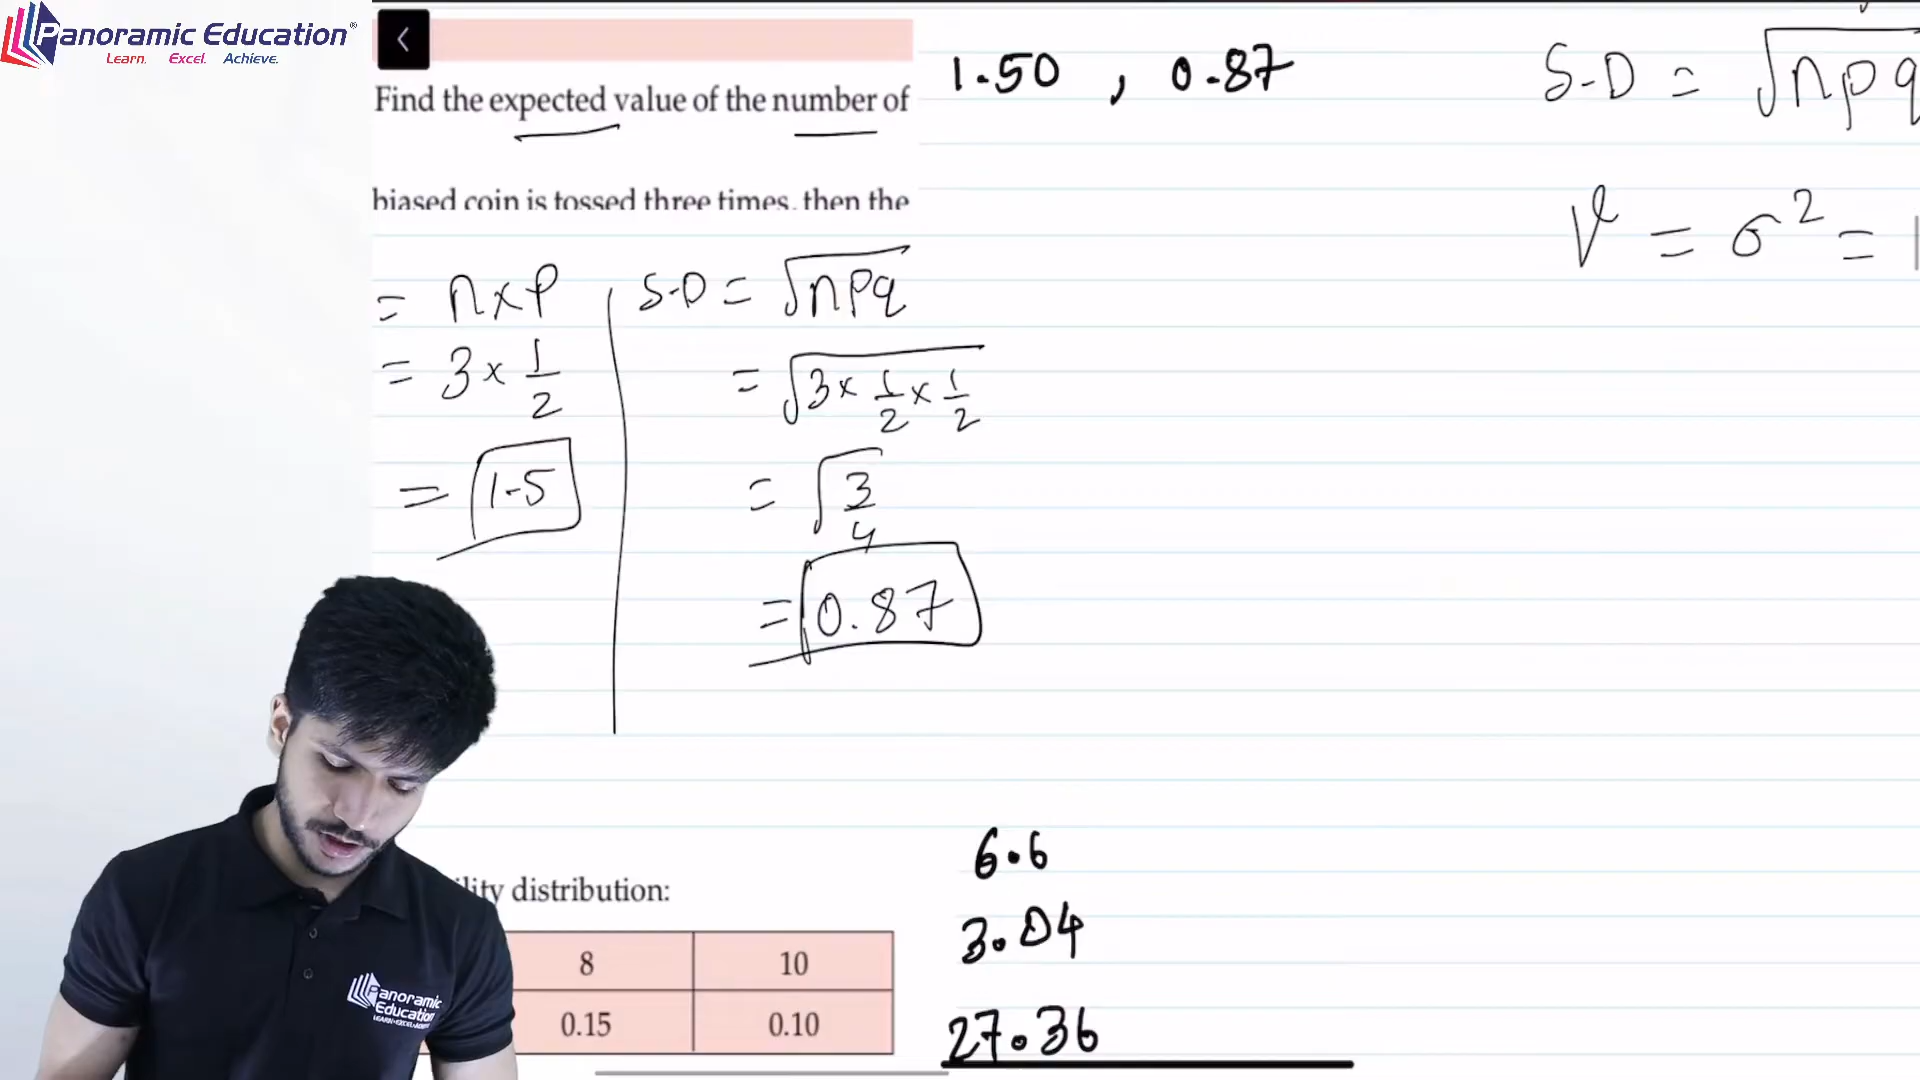 Panoramic Education®
Learn. Excel. Achieve.
Find the expected value of the number of
1.50 , 0.87
S.D = √npq
biased coin is tossed three times, then the
V = σ² =
= n x P
= 3 x 1/2
= 1.5
S.D = √nPq
= √3 x 1/2 x 1/2
= √3/4
= 0.87
6.6
3.04
27.36
lity distribution:
8 10
0.15 0.10
Panoramic
Education